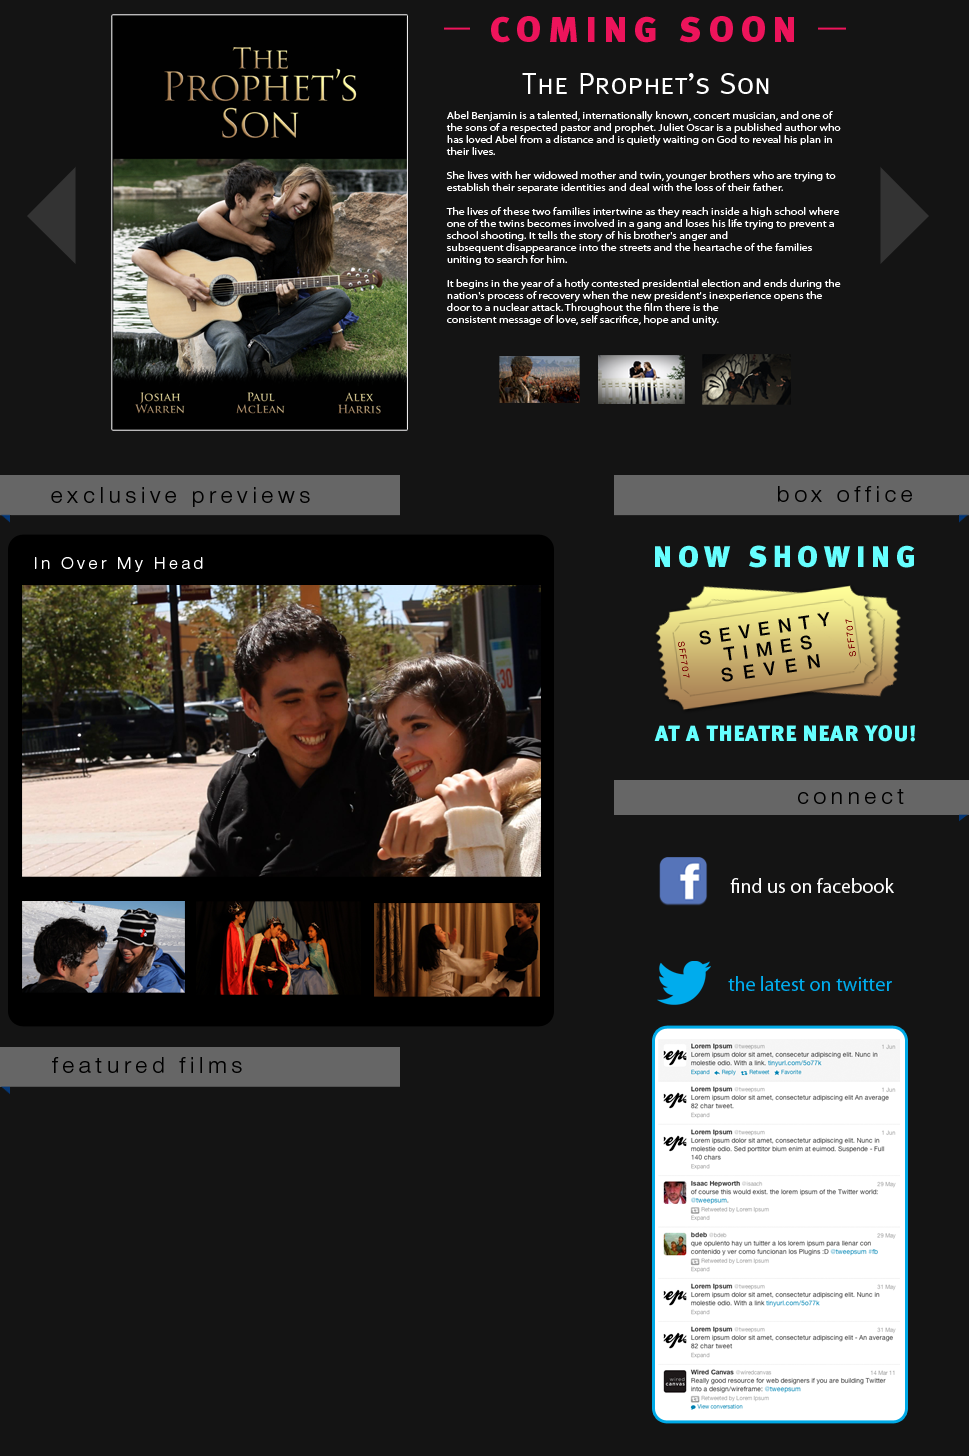 THE
PROPHET'S
SON
JOSIAH
WARREN
PAUL
MCLEAN
ALEX
HARRIS
COMING SOON
THE PROPHET'S SON
Abel Benjamin is a talented, internationally known, concert musician, and one of
the sons of a respected pastor and prophet. Juliet Oscar is a published author who
has loved Abel from a distance and is quietly waiting on God to reveal his plan in
their lives.
She lives with her widowed mother and twin, younger brothers who are trying to
establish their separate identities and deal with the loss of their father.
The lives of these two families intertwine as they reach inside a high school where
one of the twins becomes involved in a gang and loses his life trying to prevent a
school shooting. It tells the story of his brother's anger and
subsequent disappearance into the streets and the heartache of the families
uniting to search for him.
It begins in the year of a hotly contested presidential election and ends during the
nation's process of recovery when the new president's inexperience opens the
door to a nuclear attack. Throughout the film there is the
consistent message of love, self sacrifice, hope and unity.
exclusive previews
In Over My Head
featured films
box office
NOW SHOWING
SFF707
SEVENTY
TIMES
SEVEN
SFF707
AT A THEATRE NEAR YOU!
connect
f
find us on facebook
the latest on twitter
Lorem Ipsum @tweepsum 1 Jun
Lorem ipsum dolor sit amet, consecetur adipiscing elit. Nunc in
molestie odio. With a link. tinyurl.com/5o77k
Expand Reply Retweet Favorite
Lorem Ipsum @tweepsum 1 Jun
Lorem ipsum dolor sit amet, consectetur adipiscing elit An average
82 char tweet.
Expand
Lorem Ipsum @tweepsum 1 Jun
Lorem ipsum dolor sit amet, consectetur adipiscing elit. Nunc in
molestie odio. Sed porttitor bium enim at euimod. Suspende - Full
140 chars
Expand
Isaac Hepworth @isaach 29 May
of course this would exist. the lorem ipsum of the Twitter world:
@tweepsum.
Retweeted by Lorem Ipsum
Expand
bdeb @bdeb 29 May
que opulento hay un tuitter a los lorem ipsum para llenar con
contenido y ver como funcionan los Plugins :D @tweepsum #fb
Retweeted by Lorem Ipsum
Expand
Lorem Ipsum @tweepsum 31 May
Lorem ipsum dolor sit amet, consectetur adipiscing elit. Nunc in
molestie odio. With a link tinyurl.com/5o77k
Expand
Lorem Ipsum @tweepsum 31 May
Lorem ipsum dolor sit amet, consectetur adipiscing elit - An average
82 char tweet
Expand
wired
canvas
Wired Canvas @wiredcanvas 14 Mar 11
Really good resource for web designers if you are building Twitter
into a design/wireframe: @tweepsum
Retweeted by Lorem Ipsum
View conversation